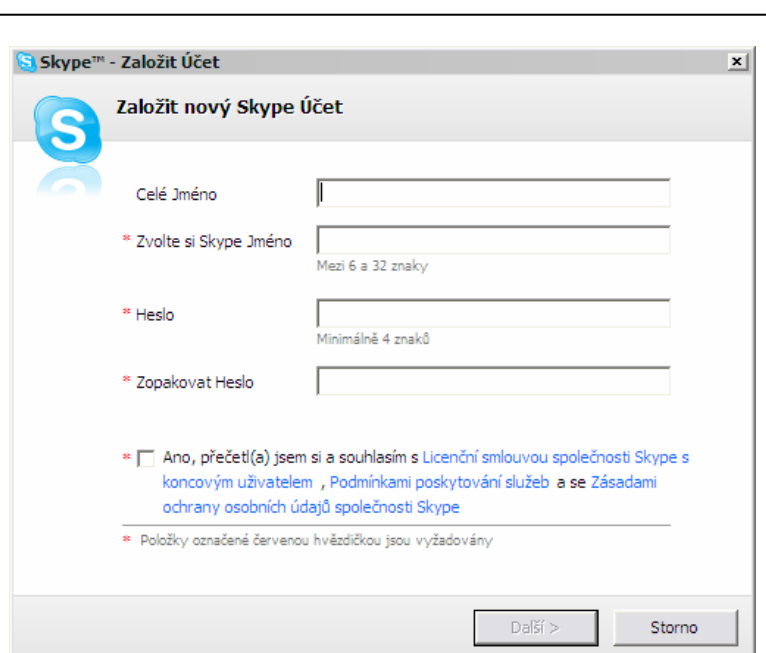 Skype™ - Založit Účet
Založit nový Skype Účet
Celé Jméno
* Zvolte si Skype Jméno
Mezi 6 a 32 znaky
* Heslo
Minimálně 4 znaků
* Zopakovat Heslo
* Ano, přečetl(a) jsem si a souhlasím s Licenční smlouvou společnosti Skype s
koncovým uživatelem , Podmínkami poskytování služeb a se Zásadami
ochrany osobních údajů společnosti Skype
* Položky označené červenou hvězdičkou jsou vyžadovány
Další >
Storno